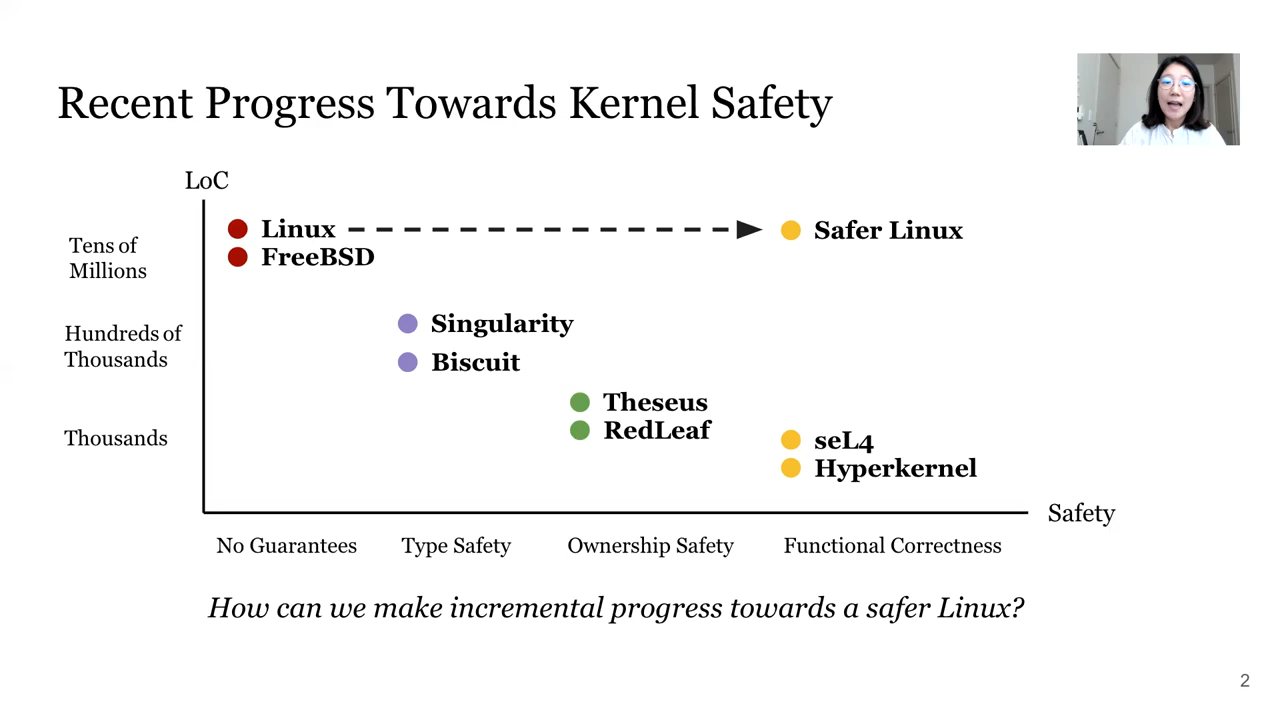 Recent Progress Towards Kernel Safety
LoC
Tens of
Millions
Linux
Safer Linux
FreeBSD
Hundreds of
Thousands
Singularity
Biscuit
Theseus
RedLeaf
Thousands
seL4
Hyperkernel
Safety
No Guarantees
Type Safety
Ownership Safety
Functional Correctness
How can we make incremental progress towards a safer Linux?
2